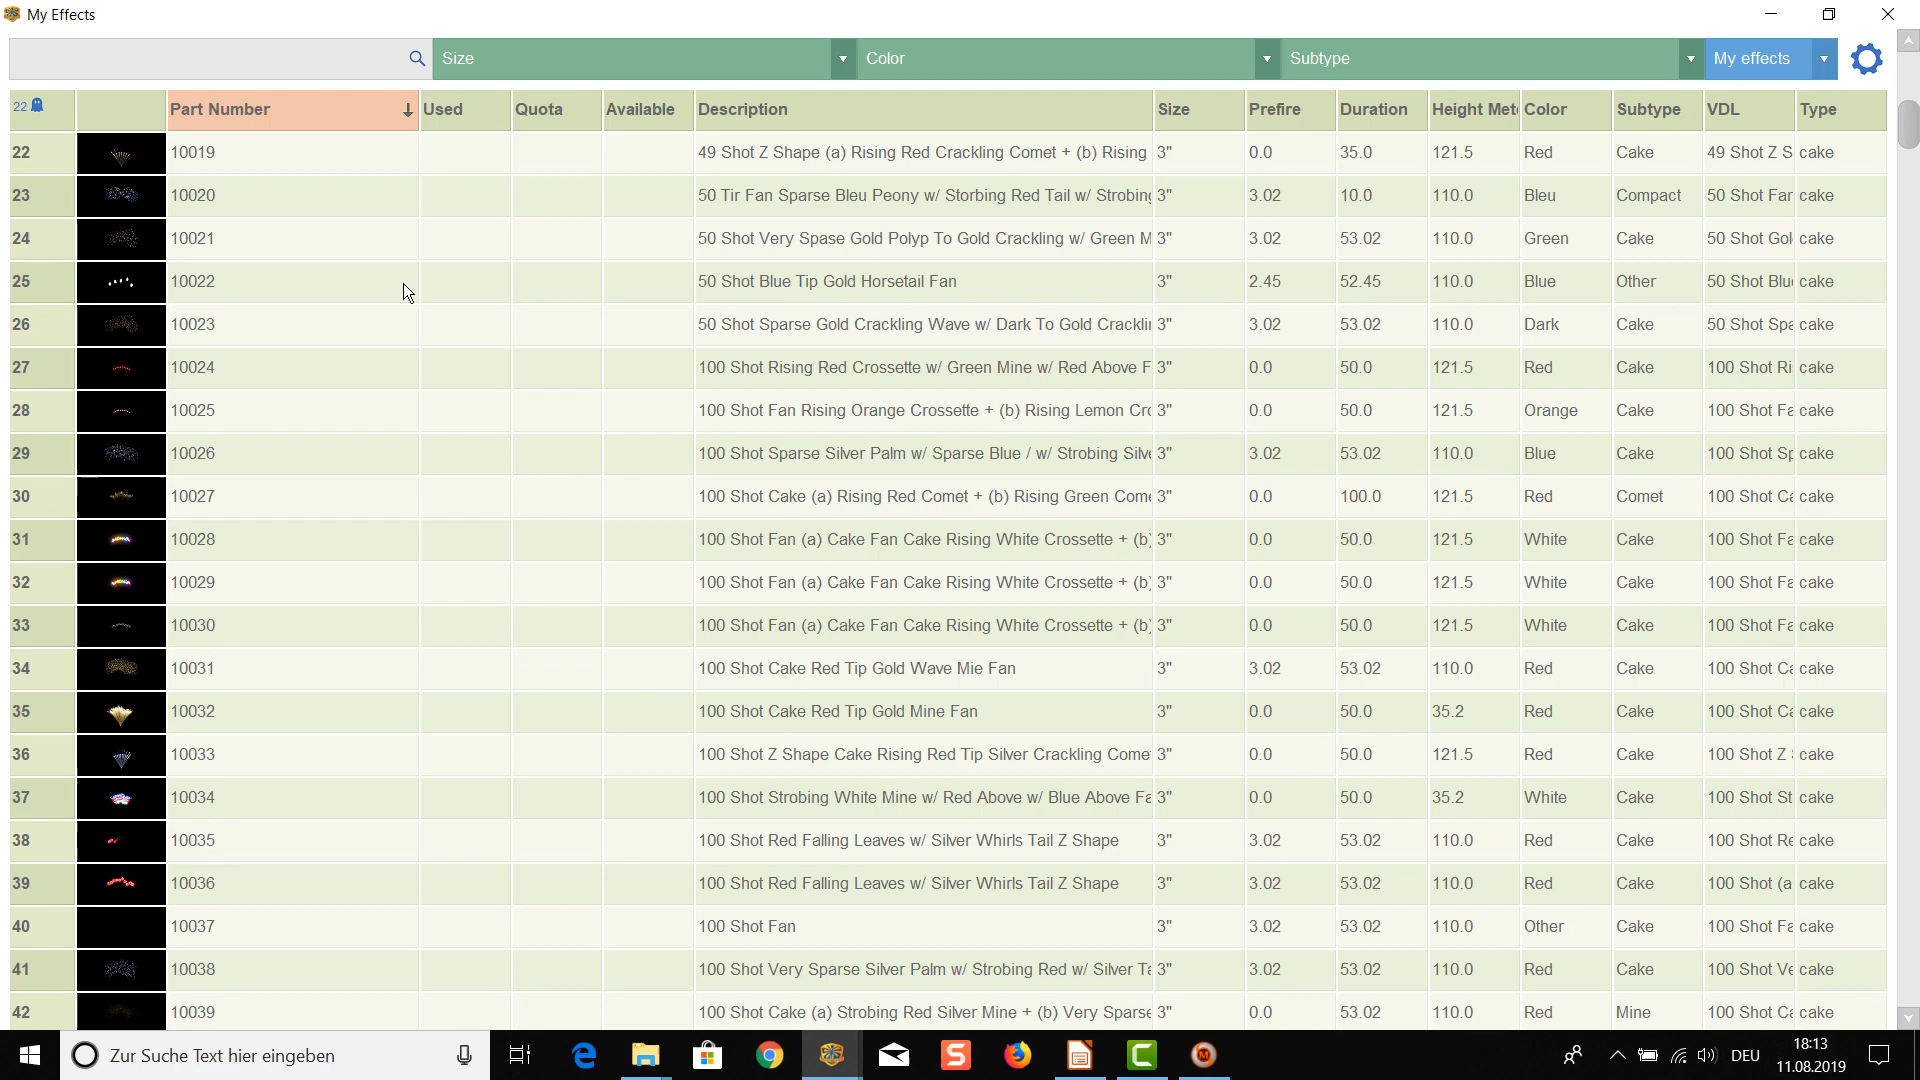 My Effects
Size Color Subtype My effects
22 Part Number Used Quota Available Description Size Prefire Duration Height Met Color Subtype VDL Type
22 10019 49 Shot Z Shape (a) Rising Red Crackling Comet + (b) Rising 3" 0.0 35.0 121.5 Red Cake 49 Shot Z S cake
23 10020 50 Tir Fan Sparse Bleu Peony w/ Storbing Red Tail w/ Strobing 3" 3.02 10.0 110.0 Bleu Compact 50 Shot Fan cake
24 10021 50 Shot Very Spase Gold Polyp To Gold Crackling w/ Green M 3" 3.02 53.02 110.0 Green Cake 50 Shot Gol cake
25 10022 50 Shot Blue Tip Gold Horsetail Fan 3" 2.45 52.45 110.0 Blue Other 50 Shot Blu cake
26 10023 50 Shot Sparse Gold Crackling Wave w/ Dark To Gold Cracklin 3" 3.02 53.02 110.0 Dark Cake 50 Shot Spa cake
27 10024 100 Shot Rising Red Crossette w/ Green Mine w/ Red Above F 3" 0.0 50.0 121.5 Red Cake 100 Shot Ri cake
28 10025 100 Shot Fan Rising Orange Crossette + (b) Rising Lemon Cro 3" 0.0 50.0 121.5 Orange Cake 100 Shot Fa cake
29 10026 100 Shot Sparse Silver Palm w/ Sparse Blue / w/ Strobing Silve 3" 3.02 53.02 110.0 Blue Cake 100 Shot Sp cake
30 10027 100 Shot Cake (a) Rising Red Comet + (b) Rising Green Come 3" 0.0 100.0 121.5 Red Comet 100 Shot Ca cake
31 10028 100 Shot Fan (a) Cake Fan Cake Rising White Crossette + (b) 3" 0.0 50.0 121.5 White Cake 100 Shot Fa cake
32 10029 100 Shot Fan (a) Cake Fan Cake Rising White Crossette + (b) 3" 0.0 50.0 121.5 White Cake 100 Shot Fa cake
33 10030 100 Shot Fan (a) Cake Fan Cake Rising White Crossette + (b) 3" 0.0 50.0 121.5 White Cake 100 Shot Fa cake
34 10031 100 Shot Cake Red Tip Gold Wave Mie Fan 3" 3.02 53.02 110.0 Red Cake 100 Shot Ca cake
35 10032 100 Shot Cake Red Tip Gold Mine Fan 3" 0.0 50.0 35.2 Red Cake 100 Shot Ca cake
36 10033 100 Shot Z Shape Cake Rising Red Tip Silver Crackling Comet 3" 0.0 50.0 121.5 Red Cake 100 Shot Z cake
37 10034 100 Shot Strobing White Mine w/ Red Above w/ Blue Above Fa 3" 0.0 50.0 35.2 White Cake 100 Shot St cake
38 10035 100 Shot Red Falling Leaves w/ Silver Whirls Tail Z Shape 3" 3.02 53.02 110.0 Red Cake 100 Shot Re cake
39 10036 100 Shot Red Falling Leaves w/ Silver Whirls Tail Z Shape 3" 3.02 53.02 110.0 Red Cake 100 Shot (a cake
40 10037 100 Shot Fan 3" 3.02 53.02 110.0 Other Cake 100 Shot Fa cake
41 10038 100 Shot Very Sparse Silver Palm w/ Strobing Red w/ Silver Ta 3" 3.02 53.02 110.0 Red Cake 100 Shot Ve cake
42 10039 100 Shot Cake (a) Strobing Red Silver Mine + (b) Very Sparse 3" 0.0 53.02 110.0 Red Mine 100 Shot Ca cake
Zur Suche Text hier eingeben DEU 18:13
11.08.2019